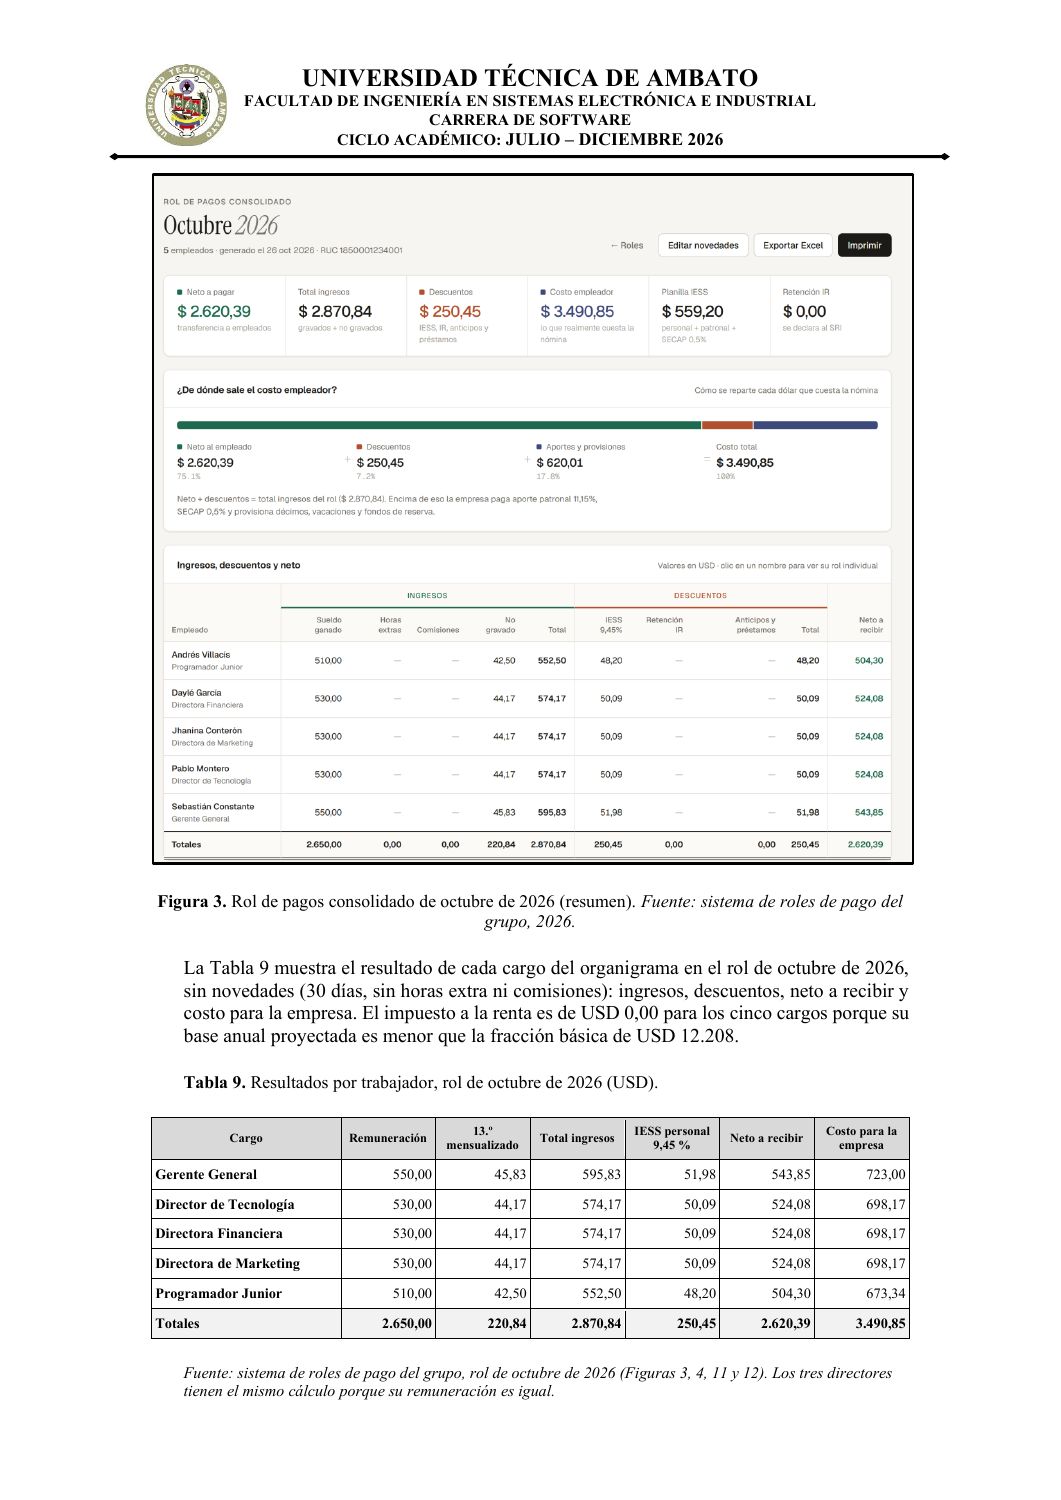 UNIVERSIDAD TÉCNICA DE AMBATO
FACULTAD DE INGENIERÍA EN SISTEMAS ELECTRÓNICA E INDUSTRIAL
CARRERA DE SOFTWARE
CICLO ACADÉMICO: JULIO – DICIEMBRE 2026
UNIVERSIDAD TÉCNICA DE AMBATO
ROL DE PAGOS CONSOLIDADO
Octubre 2026
5 empleados · generado el 26 oct 2026 · RUC 1850001234001
← Roles Editar novedades Exportar Excel Imprimir
Neto a pagar Total ingresos Descuentos Costo empleador Planilla IESS Retención IR
$ 2.620,39 $ 2.870,84 $ 250,45 $ 3.490,85 $ 559,20 $ 0,00
transferencia a empleados gravados + no gravados IESS, IR, anticipos y lo que realmente cuesta la personal + patronal + se declara al SRI
préstamos nómina SECAP 0,5%
¿De dónde sale el costo empleador? Cómo se reparte cada dólar que cuesta la nómina
Neto al empleado Descuentos Aportes y provisiones Costo total
$ 2.620,39 + $ 250,45 + $ 620,01 = $ 3.490,85
75.1% 7.2% 17.8% 100%
Neto + descuentos = total ingresos del rol ($ 2.870,84). Encima de eso la empresa paga aporte patronal 11,15%,
SECAP 0,5% y provisiona décimos, vacaciones y fondos de reserva.
Ingresos, descuentos y neto Valores en USD · clic en un nombre para ver su rol individual
INGRESOS DESCUENTOS
Sueldo Horas No IESS Retención Anticipos y Neto a
Empleado ganado extras Comisiones gravado Total 9,45% IR préstamos Total recibir
Andrés Villacís
Programador Junior 510,00 — — 42,50 552,50 48,20 — — 48,20 504,30
Daylé García
Directora Financiera 530,00 — — 44,17 574,17 50,09 — — 50,09 524,08
Jhanina Conterón
Directora de Marketing 530,00 — — 44,17 574,17 50,09 — — 50,09 524,08
Pablo Montero
Director de Tecnología 530,00 — — 44,17 574,17 50,09 — — 50,09 524,08
Sebastián Constante
Gerente General 550,00 — — 45,83 595,83 51,98 — — 51,98 543,85
Totales 2.650,00 0,00 0,00 220,84 2.870,84 250,45 0,00 0,00 250,45 2.620,39
Figura 3. Rol de pagos consolidado de octubre de 2026 (resumen). Fuente: sistema de roles de pago del
grupo, 2026.
La Tabla 9 muestra el resultado de cada cargo del organigrama en el rol de octubre de 2026,
sin novedades (30 días, sin horas extra ni comisiones): ingresos, descuentos, neto a recibir y
costo para la empresa. El impuesto a la renta es de USD 0,00 para los cinco cargos porque su
base anual proyectada es menor que la fracción básica de USD 12.208.
Tabla 9. Resultados por trabajador, rol de octubre de 2026 (USD).
Cargo Remuneración 13.º mensualizado Total ingresos IESS personal 9,45 % Neto a recibir Costo para la empresa
Gerente General 550,00 45,83 595,83 51,98 543,85 723,00
Director de Tecnología 530,00 44,17 574,17 50,09 524,08 698,17
Directora Financiera 530,00 44,17 574,17 50,09 524,08 698,17
Directora de Marketing 530,00 44,17 574,17 50,09 524,08 698,17
Programador Junior 510,00 42,50 552,50 48,20 504,30 673,34
Totales 2.650,00 220,84 2.870,84 250,45 2.620,39 3.490,85
Fuente: sistema de roles de pago del grupo, rol de octubre de 2026 (Figuras 3, 4, 11 y 12). Los tres directores
tienen el mismo cálculo porque su remuneración es igual.